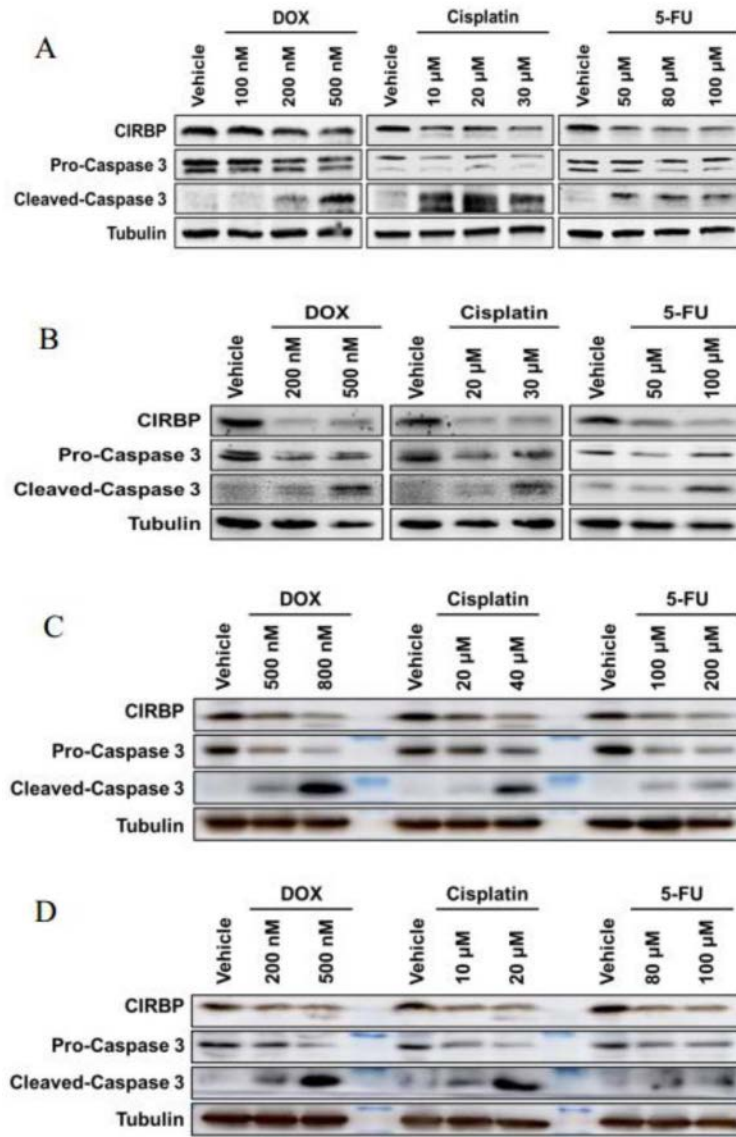 A
DOX Cisplatin 5-FU
Vehicle 100 nM 200 nM 500 nM Vehicle 10 µM 20 µM 30 µM Vehicle 50 µM 80 µM 100 µM
CIRBP
Pro-Caspase 3
Cleaved-Caspase 3
Tubulin
B
DOX Cisplatin 5-FU
Vehicle 200 nM 500 nM Vehicle 20 µM 30 µM Vehicle 50 µM 100 µM
CIRBP
Pro-Caspase 3
Cleaved-Caspase 3
Tubulin
C
DOX Cisplatin 5-FU
Vehicle 500 nM 800 nM Vehicle 20 µM 40 µM Vehicle 100 µM 200 µM
CIRBP
Pro-Caspase 3
Cleaved-Caspase 3
Tubulin
D
DOX Cisplatin 5-FU
Vehicle 200 nM 500 nM Vehicle 10 µM 20 µM Vehicle 80 µM 100 µM
CIRBP
Pro-Caspase 3
Cleaved-Caspase 3
Tubulin